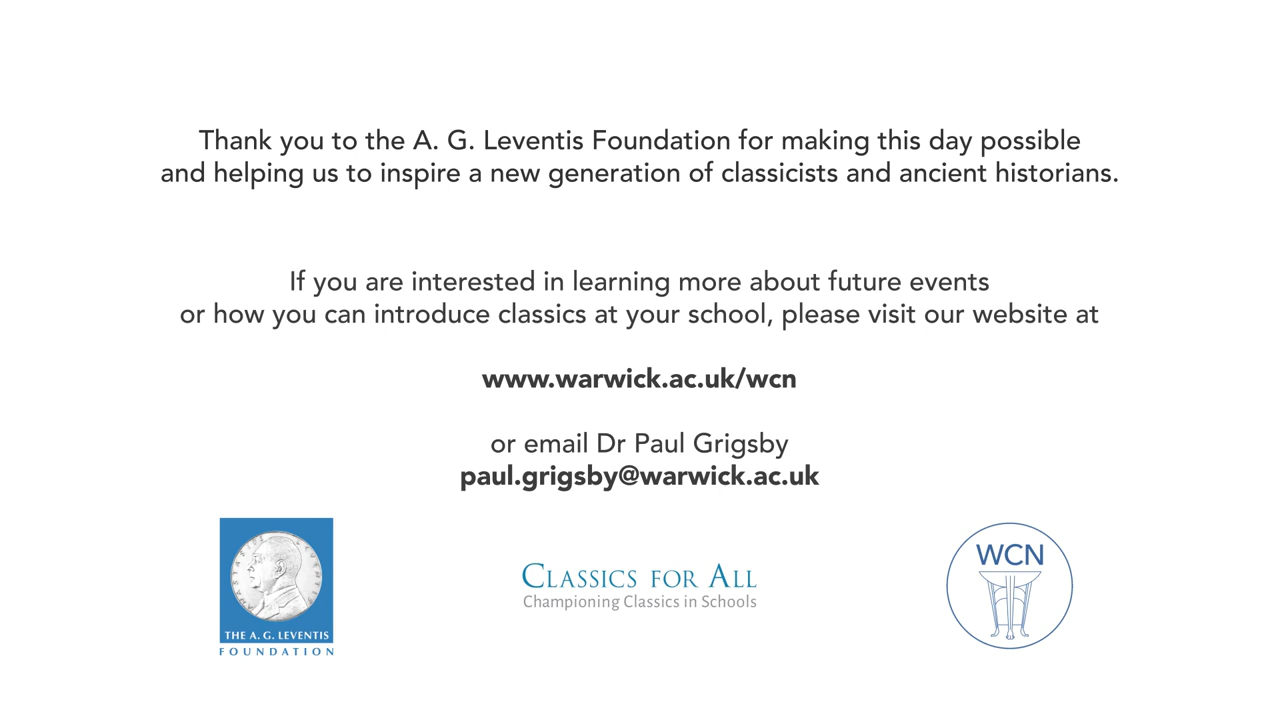 Thank you to the A. G. Leventis Foundation for making this day possible
and helping us to inspire a new generation of classicists and ancient historians.
If you are interested in learning more about future events
or how you can introduce classics at your school, please visit our website at
www.warwick.ac.uk/wcn
or email Dr Paul Grigsby
paul.grigsby@warwick.ac.uk
THE A. G. LEVENTIS
FOUNDATION
CLASSICS FOR ALL
Championing Classics in Schools
WCN